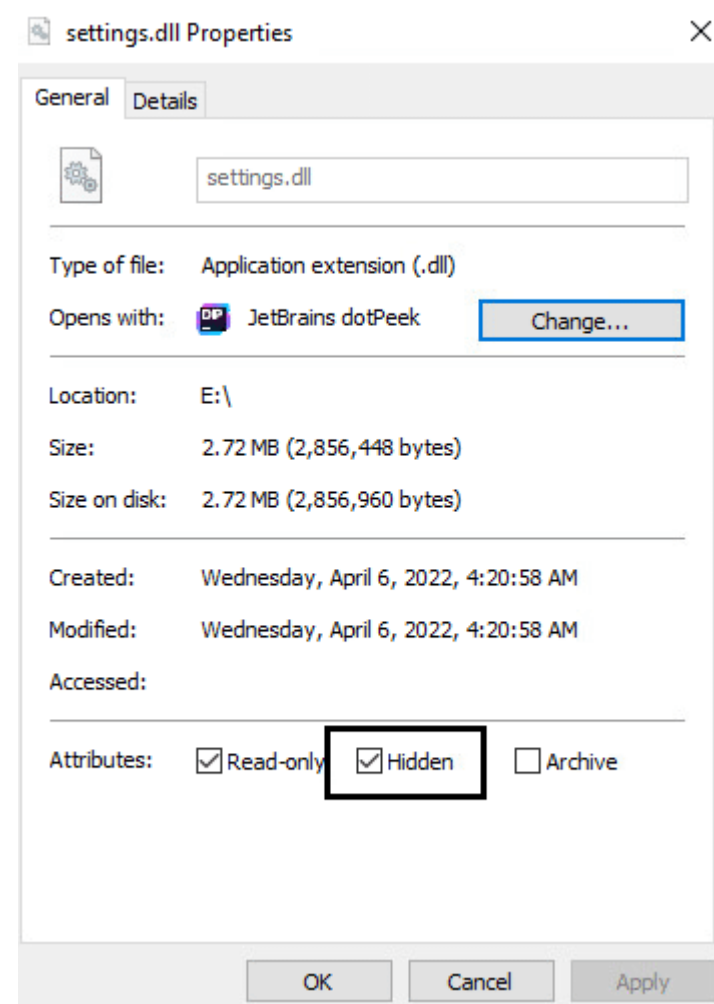 settings.dll Properties
General Details
settings.dll
Type of file: Application extension (.dll)
Opens with: DP JetBrains dotPeek Change...
Location: E:\
Size: 2.72 MB (2,856,448 bytes)
Size on disk: 2.72 MB (2,856,960 bytes)
Created: Wednesday, April 6, 2022, 4:20:58 AM
Modified: Wednesday, April 6, 2022, 4:20:58 AM
Accessed:
Attributes: Read-only Hidden Archive
OK Cancel Apply